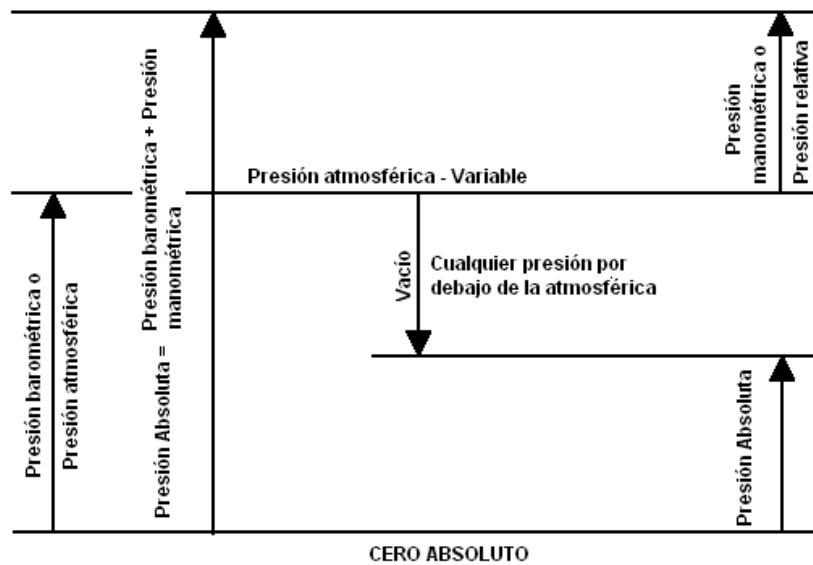 Presión barométrica o
Presión atmosférica
Presión Absoluta =
Presión barométrica + Presión
manométrica
Presión atmosférica - Variable
Vacío
Cualquier presión por
debajo de la atmosférica
Presión
manométrica o
Presión relativa
Presión Absoluta
CERO ABSOLUTO